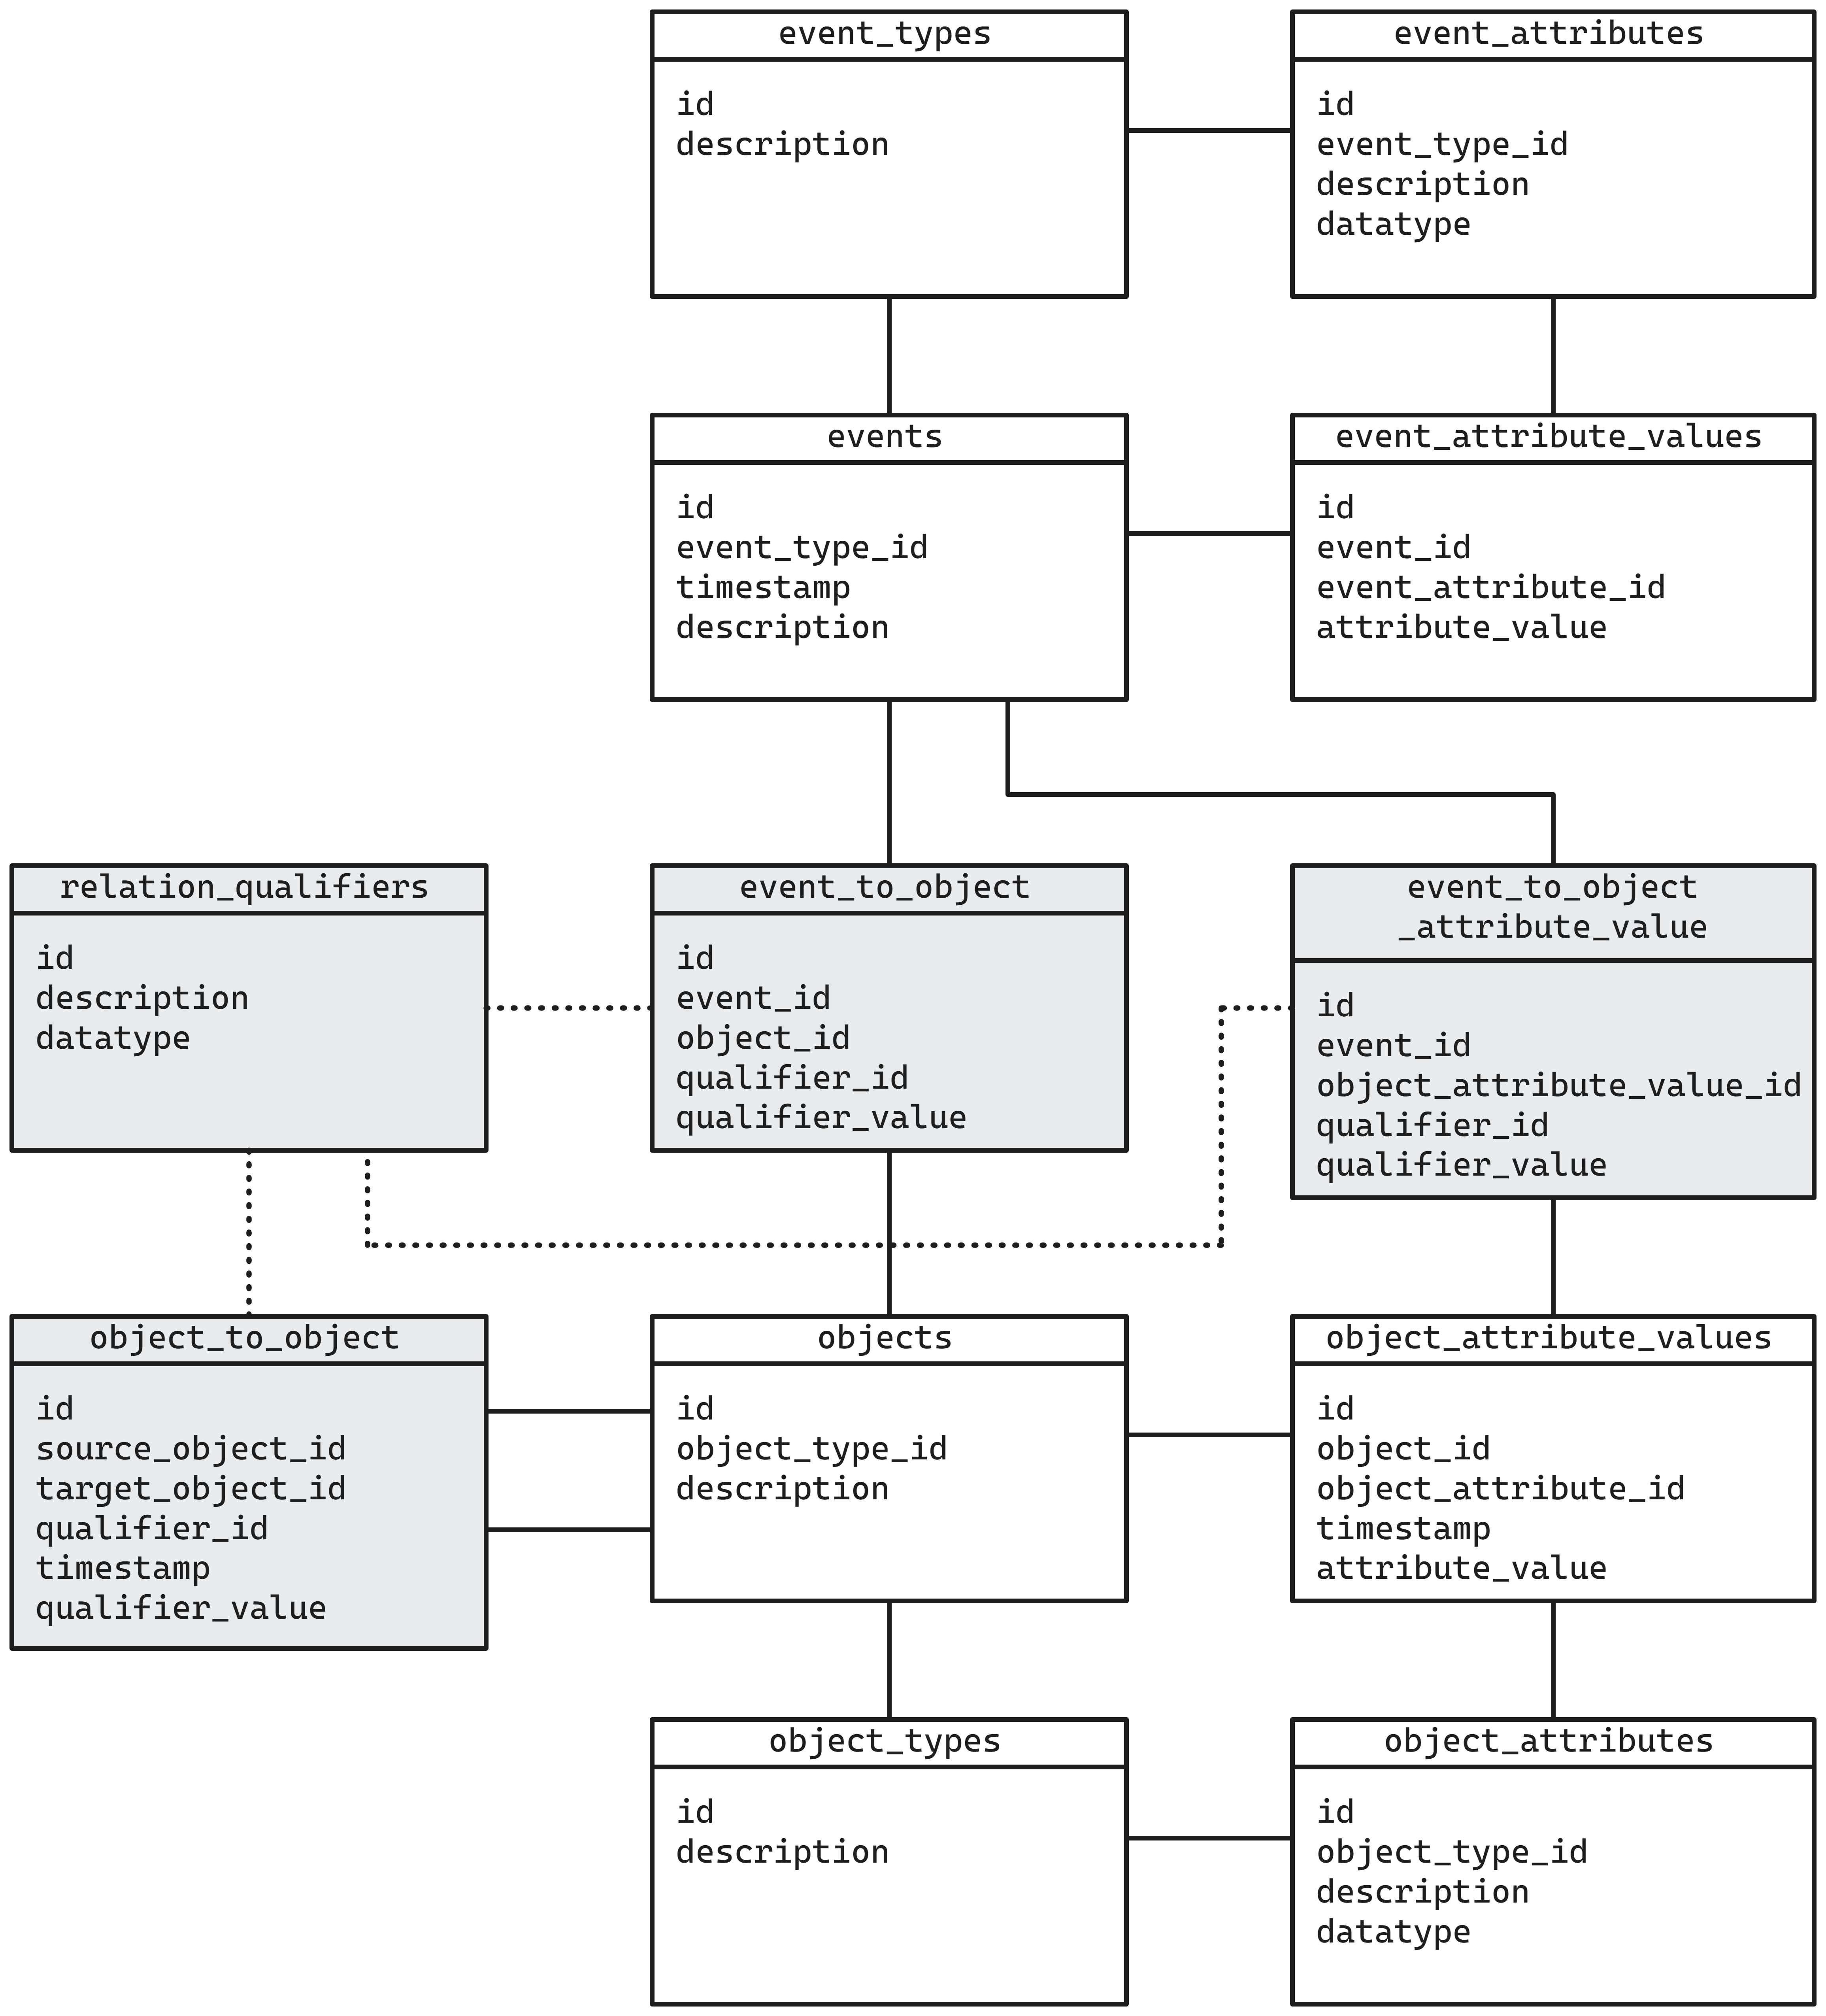 event_types
id
description
event_attributes
id
event_type_id
description
datatype
events
id
event_type_id
timestamp
description
event_attribute_values
id
event_id
event_attribute_id
attribute_value
relation_qualifiers
id
description
datatype
event_to_object
id
event_id
object_id
qualifier_id
qualifier_value
event_to_object
_attribute_value
id
event_id
object_attribute_value_id
qualifier_id
qualifier_value
object_to_object
id
source_object_id
target_object_id
qualifier_id
timestamp
qualifier_value
objects
id
object_type_id
description
object_attribute_values
id
object_id
object_attribute_id
timestamp
attribute_value
object_types
id
description
object_attributes
id
object_type_id
description
datatype